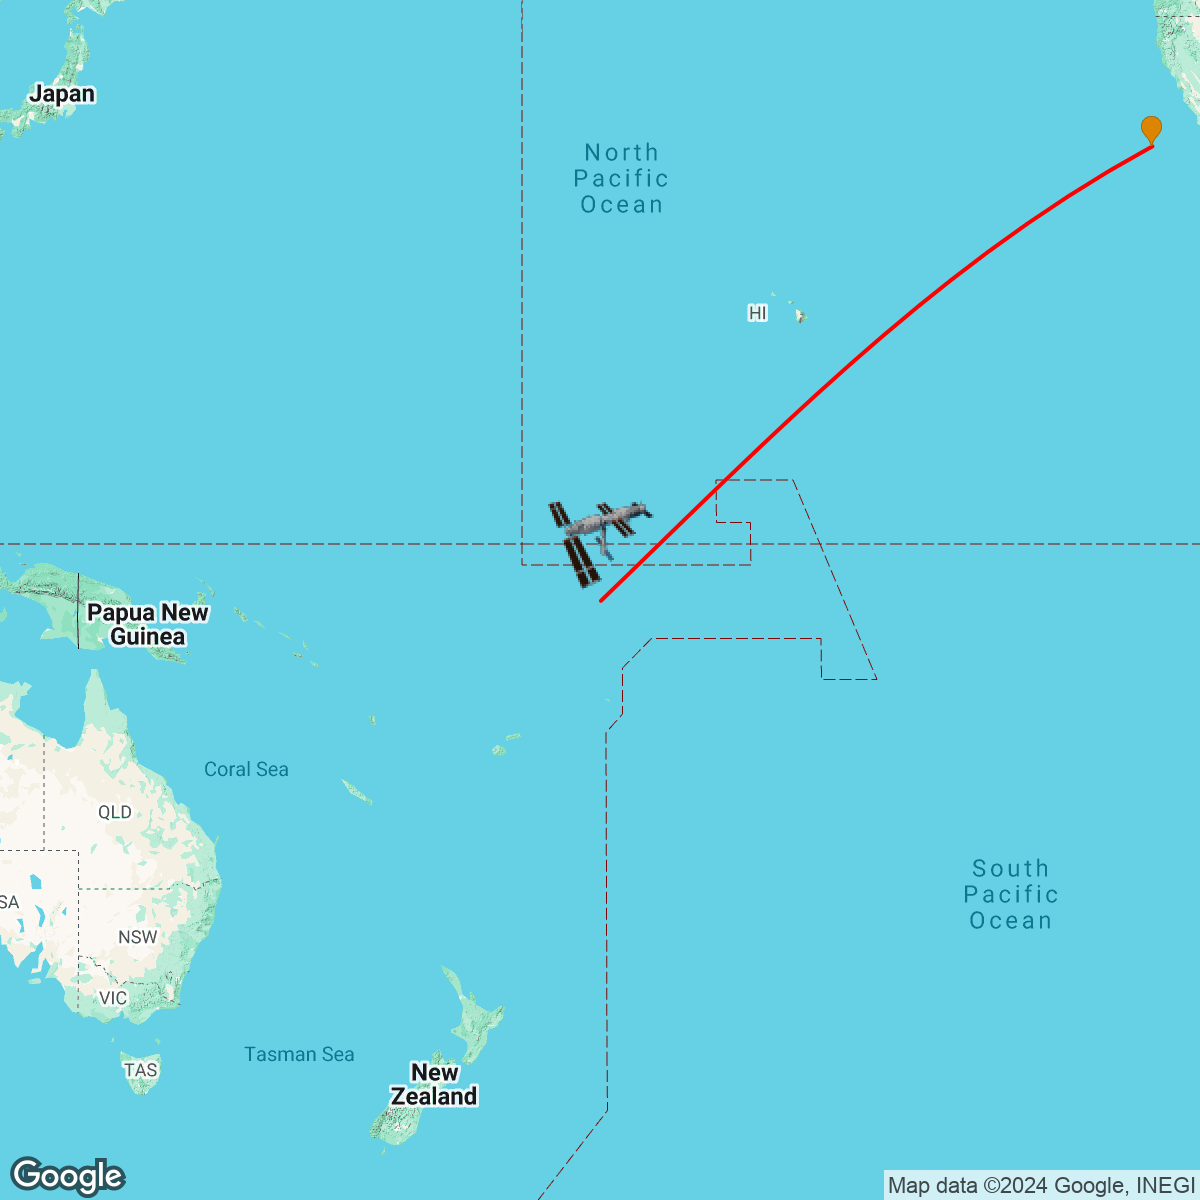 Japan
North
Pacific
Ocean
HI
Papua New
Guinea
Coral Sea
QLD
South
Pacific
Ocean
SA
NSW
VIC
Tasman Sea
TAS
New
Zealand
Google
Map data ©2024 Google, INEGI